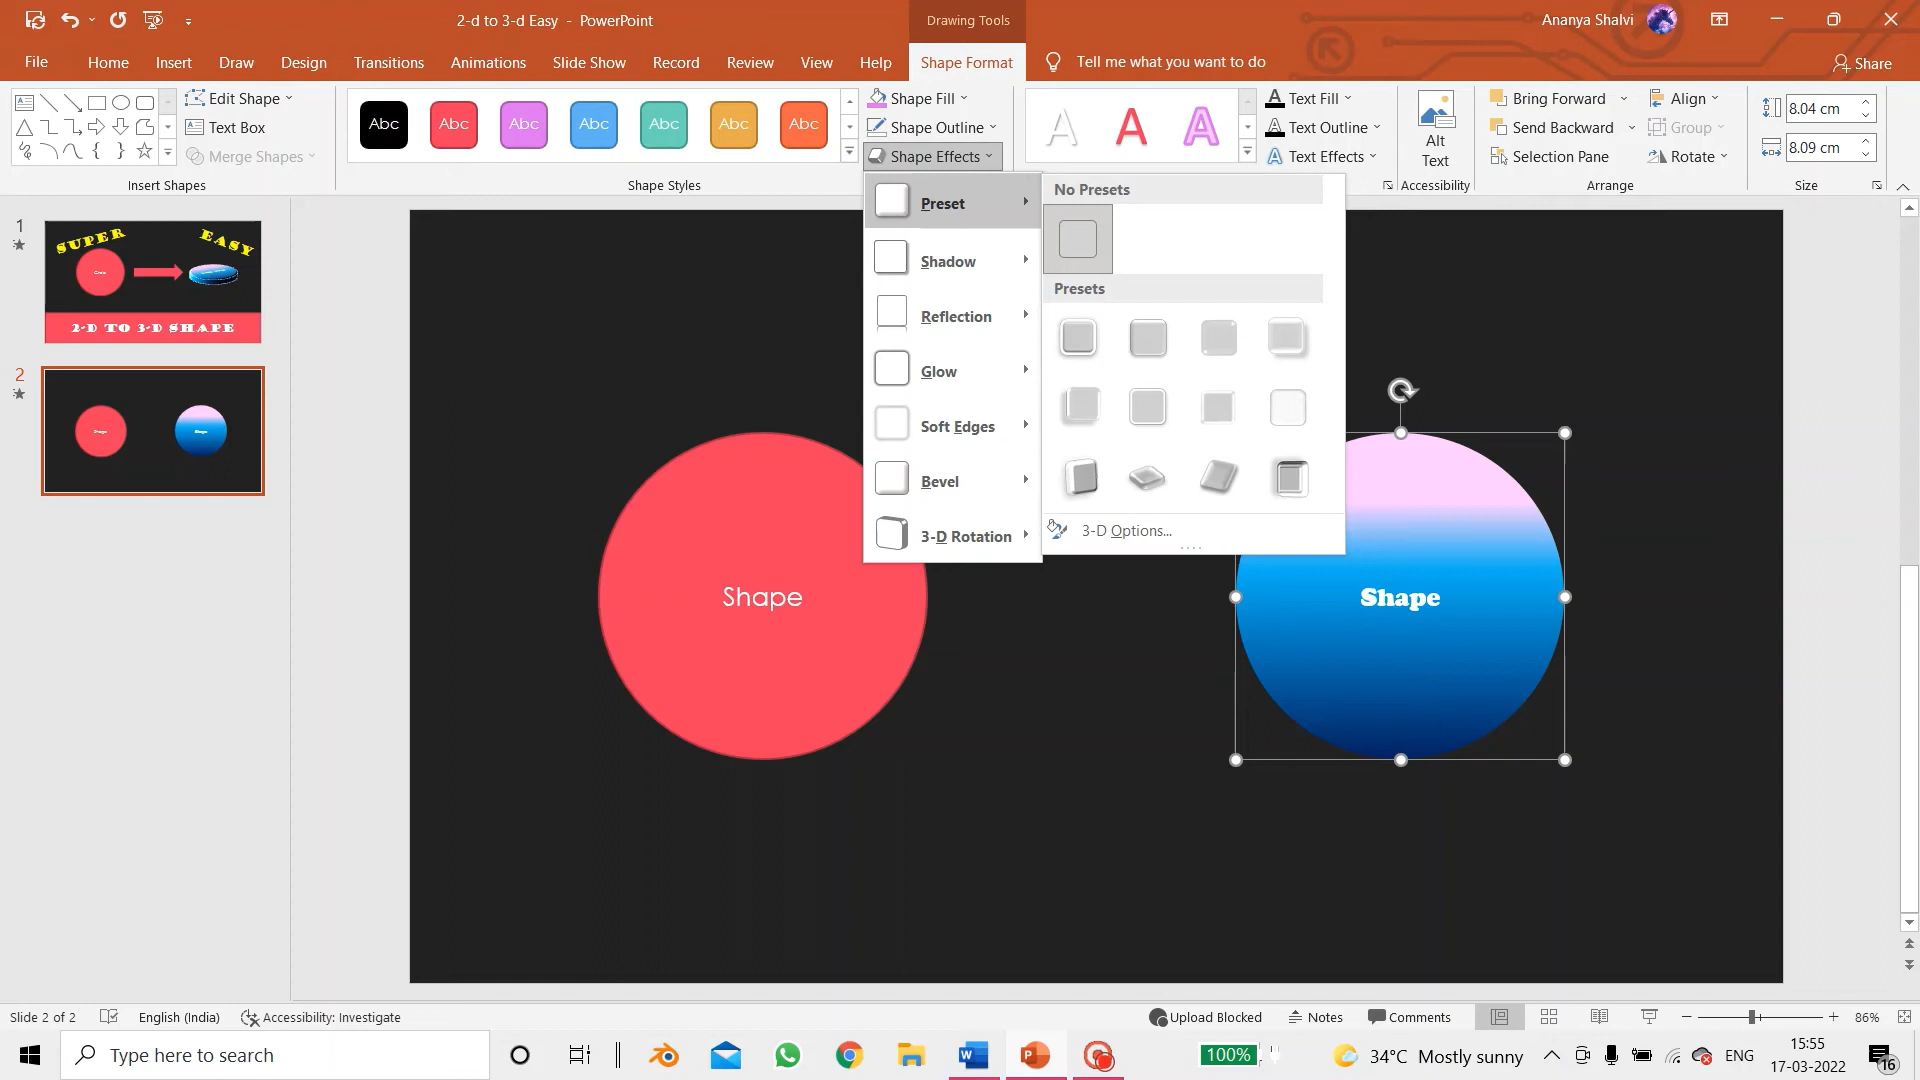 2-d to 3-d Easy - PowerPoint
Drawing Tools
Ananya Shalvi
File Home Insert Draw Design Transitions Animations Slide Show Record Review View Help Shape Format Tell me what you want to do Share
Edit Shape
Text Box
Merge Shapes
Insert Shapes
Abc Abc Abc Abc Abc Abc Abc
Shape Styles
Shape Fill
Shape Outline
Shape Effects
A A A
Text Fill
Text Outline
Text Effects
Alt
Text
Accessibility
Bring Forward
Send Backward
Selection Pane
Align
Group
Rotate
Arrange
8.04 cm
8.09 cm
Size
Preset
Shadow
Reflection
Glow
Soft Edges
Bevel
3-D Rotation
No Presets
Presets
3-D Options...
1
SUPER EASY
2-D TO 3-D SHAPE
2
Shape Shape
Shape
Shape
Slide 2 of 2 English (India) Accessibility: Investigate Upload Blocked Notes Comments 86%
Type here to search
100%
34°C Mostly sunny
ENG
15:55
17-03-2022
16